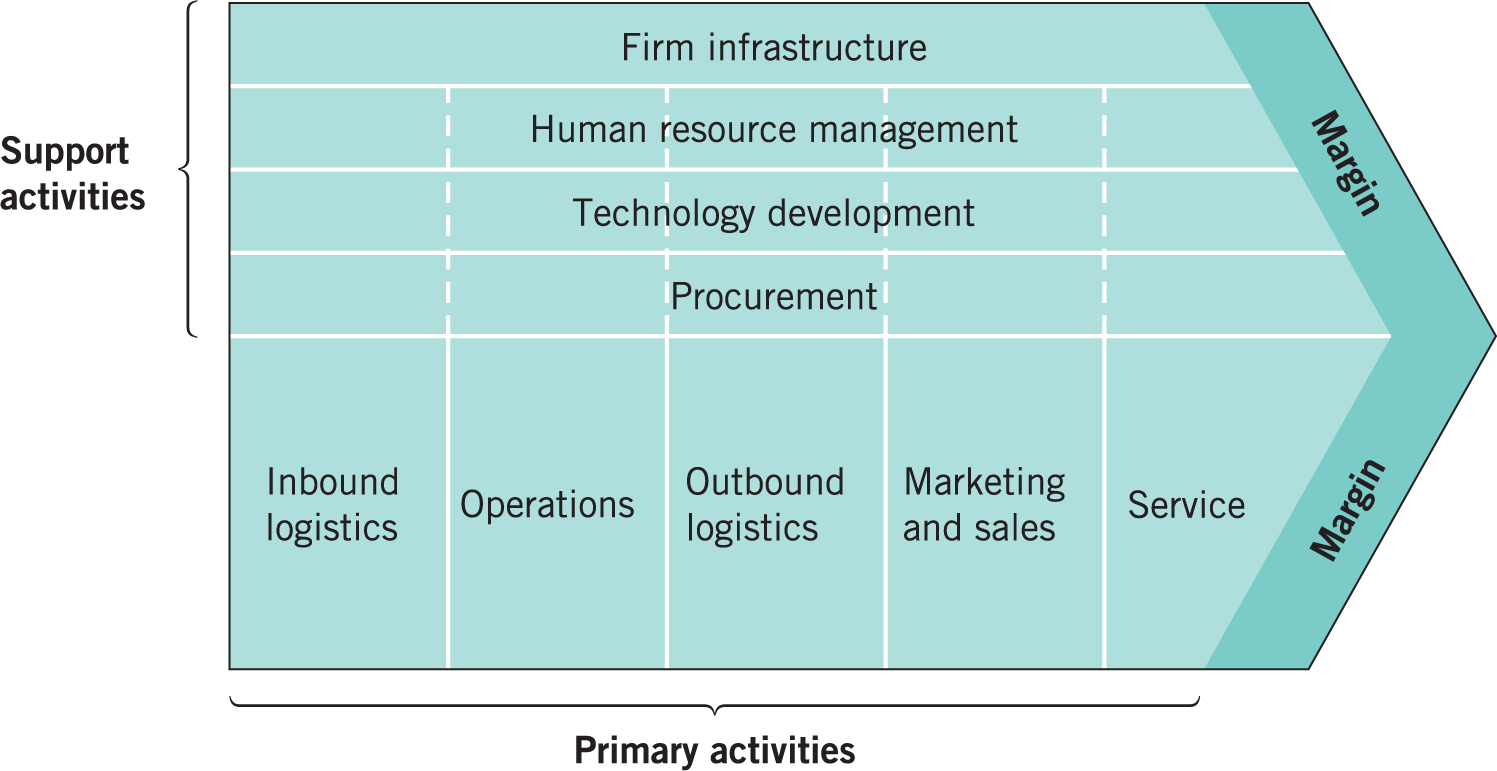 Firm infrastructure
Human resource management
Technology development
Procurement
Support
activities
Margin
Inbound
logistics
Operations
Outbound
logistics
Marketing
and sales
Service
Margin
Primary activities